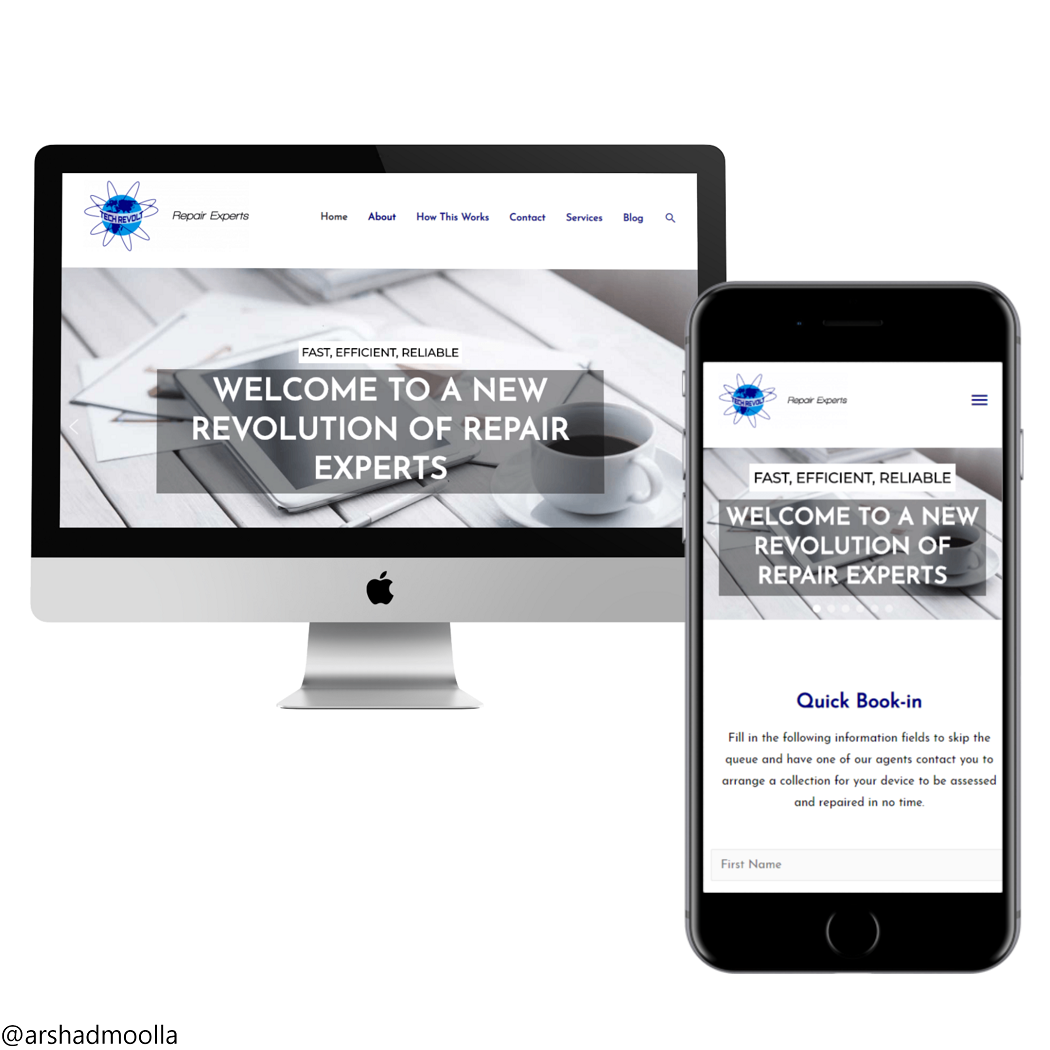 TECH REVOLT
Repair Experts
Home About How This Works Contact Services Blog
FAST, EFFICIENT, RELIABLE
WELCOME TO A NEW
REVOLUTION OF REPAIR
EXPERTS
TECH REVOLT
Repair Experts
FAST, EFFICIENT, RELIABLE
WELCOME TO A NEW
REVOLUTION OF
REPAIR EXPERTS
Quick Book-in
Fill in the following information fields to skip the
queue and have one of our agents contact you to
arrange a collection for your device to be assessed
and repaired in no time.
First Name
@arshadmoolla